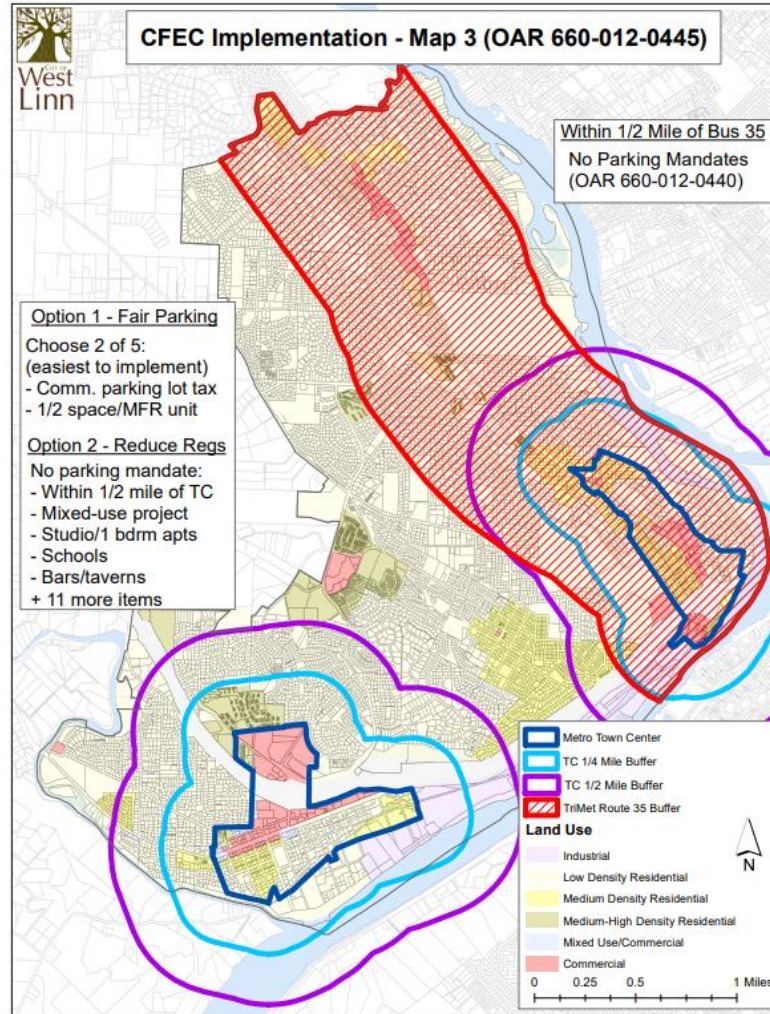 CITY OF
West
Linn
CFEC Implementation - Map 3 (OAR 660-012-0445)
Within 1/2 Mile of Bus 35
No Parking Mandates
(OAR 660-012-0440)
Option 1 - Fair Parking
Choose 2 of 5:
(easiest to implement)
- Comm. parking lot tax
- 1/2 space/MFR unit
Option 2 - Reduce Regs
No parking mandate:
- Within 1/2 mile of TC
- Mixed-use project
- Studio/1 bdrm apts
- Schools
- Bars/taverns
+ 11 more items
Metro Town Center
TC 1/4 Mile Buffer
TC 1/2 Mile Buffer
TriMet Route 35 Buffer
Land Use
Industrial
Low Density Residential
Medium Density Residential
Medium-High Density Residential
Mixed Use/Commercial
Commercial
N
0 0.25 0.5 1 Miles